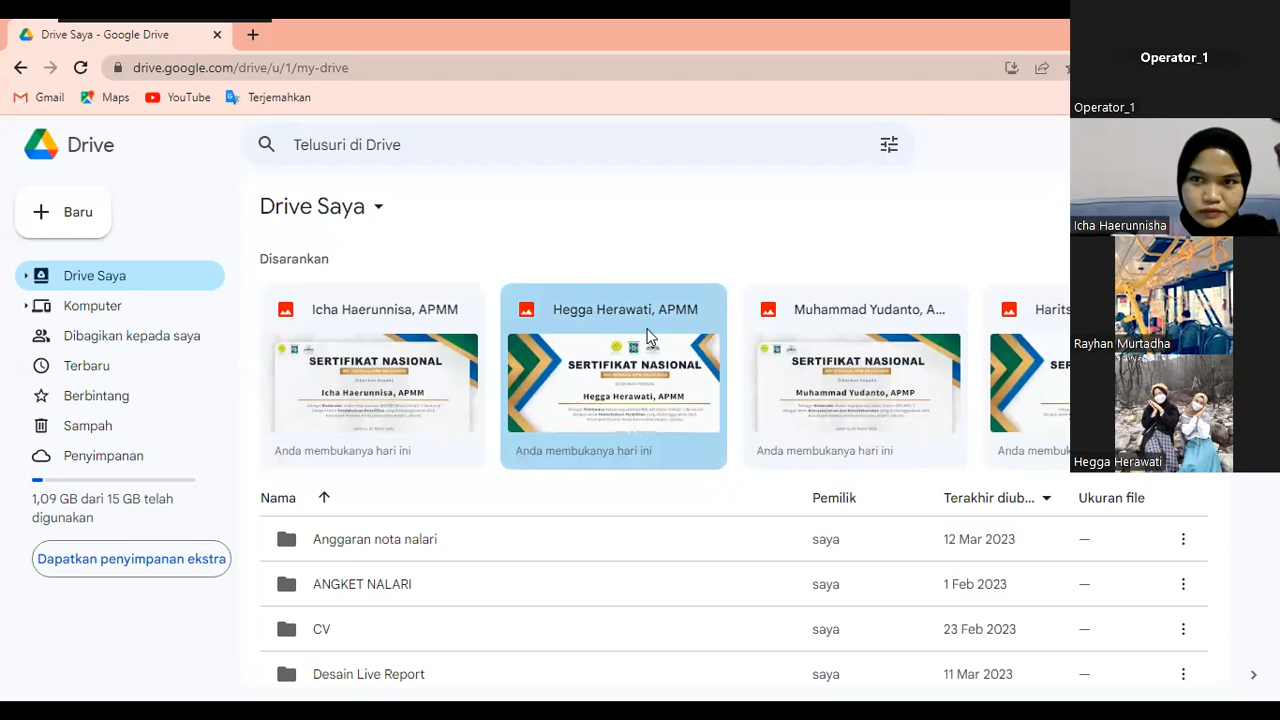 Drive Saya - Google Drive
drive.google.com/drive/u/1/my-drive
Gmail Maps YouTube Terjemahkan
Drive
Telusuri di Drive
Baru
Drive Saya
Komputer
Dibagikan kepada saya
Terbaru
Berbintang
Sampah
Penyimpanan
1,09 GB dari 15 GB telah
digunakan
Dapatkan penyimpanan ekstra
Drive Saya
Disarankan
Icha Haerunnisa, APMM
SERTIFIKAT NASIONAL
Icha Haerunnisa, APMM
Anda membukanya hari ini
Hegga Herawati, APMM
SERTIFIKAT NASIONAL
Hegga Herawati, APMM
Anda membukanya hari ini
Muhammad Yudanto, A...
SERTIFIKAT NASIONAL
Muhammad Yudanto, APMP
Anda membukanya hari ini
Harits
SER
Ha
Anda membukanya ha
Nama Pemilik Terakhir diub... Ukuran file
Anggaran nota nalari saya 12 Mar 2023 —
ANGKET NALARI saya 1 Feb 2023 —
CV saya 23 Feb 2023 —
Desain Live Report saya 11 Mar 2023 —
Operator_1
Operator_1
Icha Haerunnisha
Rayhan Murtadha
Hegga Herawati